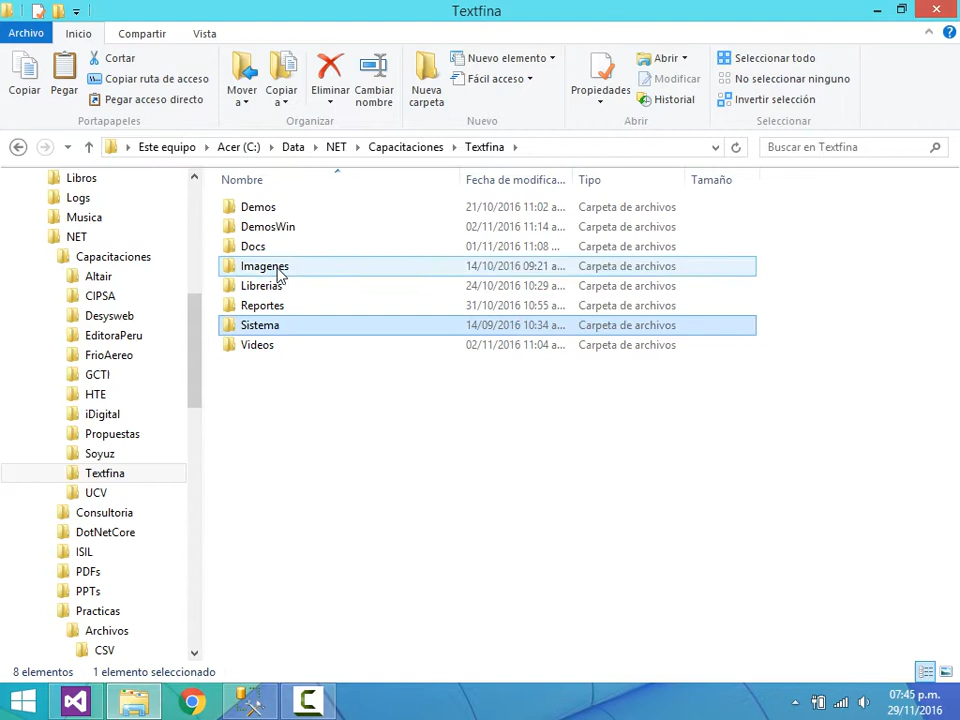 Textfina
Archivo Inicio Compartir Vista
Copiar
Pegar
Cortar
Copiar ruta de acceso
Pegar acceso directo
Portapapeles
Mover a
Copiar a
Eliminar
Cambiar nombre
Organizar
Nueva carpeta
Nuevo elemento
Fácil acceso
Nuevo
Propiedades
Abrir
Modificar
Historial
Abrir
Seleccionar todo
No seleccionar ninguno
Invertir selección
Seleccionar
Este equipo Acer (C:) Data NET Capacitaciones Textfina
Buscar en Textfina
Libros
Logs
Musica
NET
Capacitaciones
Altair
CIPSA
Desysweb
EditoraPeru
FrioAereo
GCTI
HTE
iDigital
Propuestas
Soyuz
Textfina
UCV
Consultoria
DotNetCore
ISIL
PDFs
PPTs
Practicas
Archivos
CSV
Nombre Fecha de modifica... Tipo Tamaño
Demos 21/10/2016 11:02 a... Carpeta de archivos
DemosWin 02/11/2016 11:14 a... Carpeta de archivos
Docs 01/11/2016 11:08 ... Carpeta de archivos
Imagenes 14/10/2016 09:21 a... Carpeta de archivos
Librerias 24/10/2016 10:29 a... Carpeta de archivos
Reportes 31/10/2016 10:55 a... Carpeta de archivos
Sistema 14/09/2016 10:34 a... Carpeta de archivos
Videos 02/11/2016 11:04 a... Carpeta de archivos
8 elementos 1 elemento seleccionado
07:45 p.m.
29/11/2016